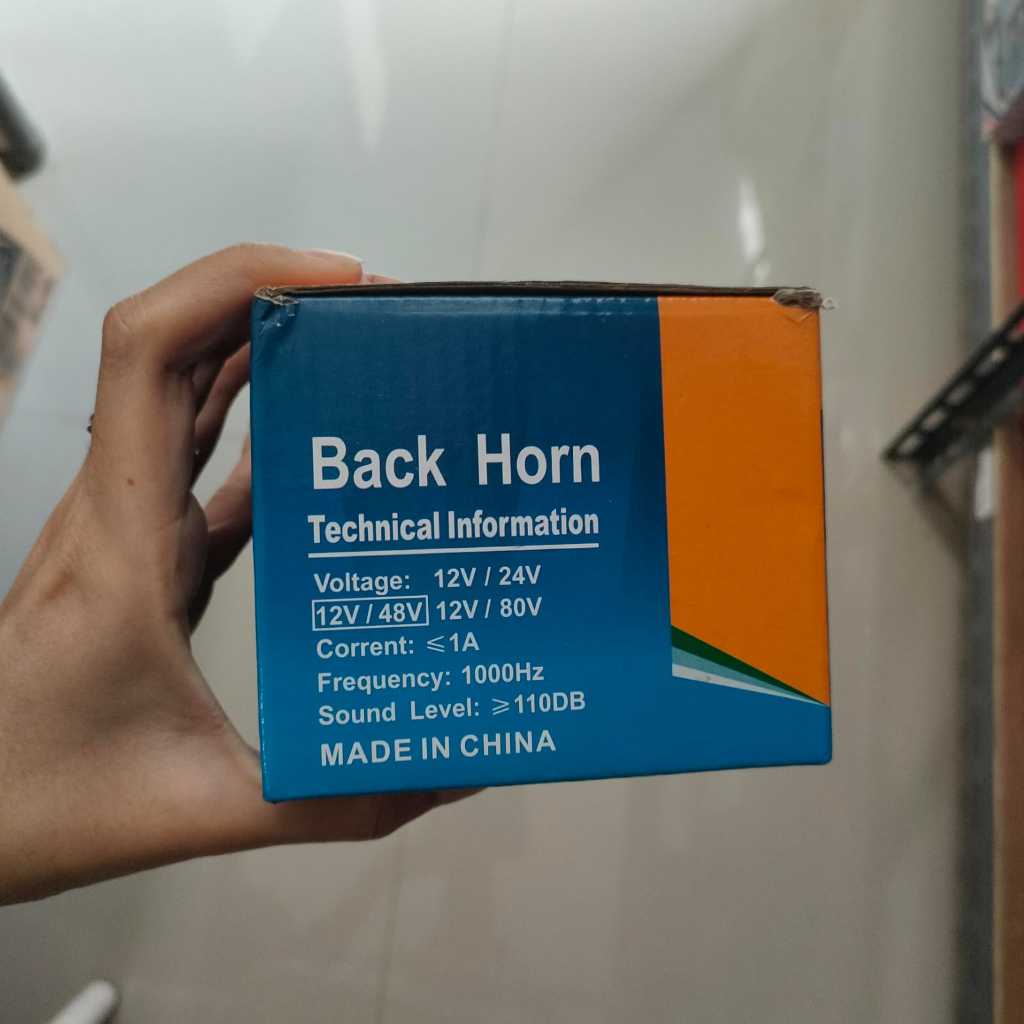 Back Horn
Technical Information
Voltage: 12V / 24V
12V / 48V 12V / 80V
Corrent: ⩽1A
Frequency: 1000Hz
Sound Level: ⩾110DB
MADE IN CHINA